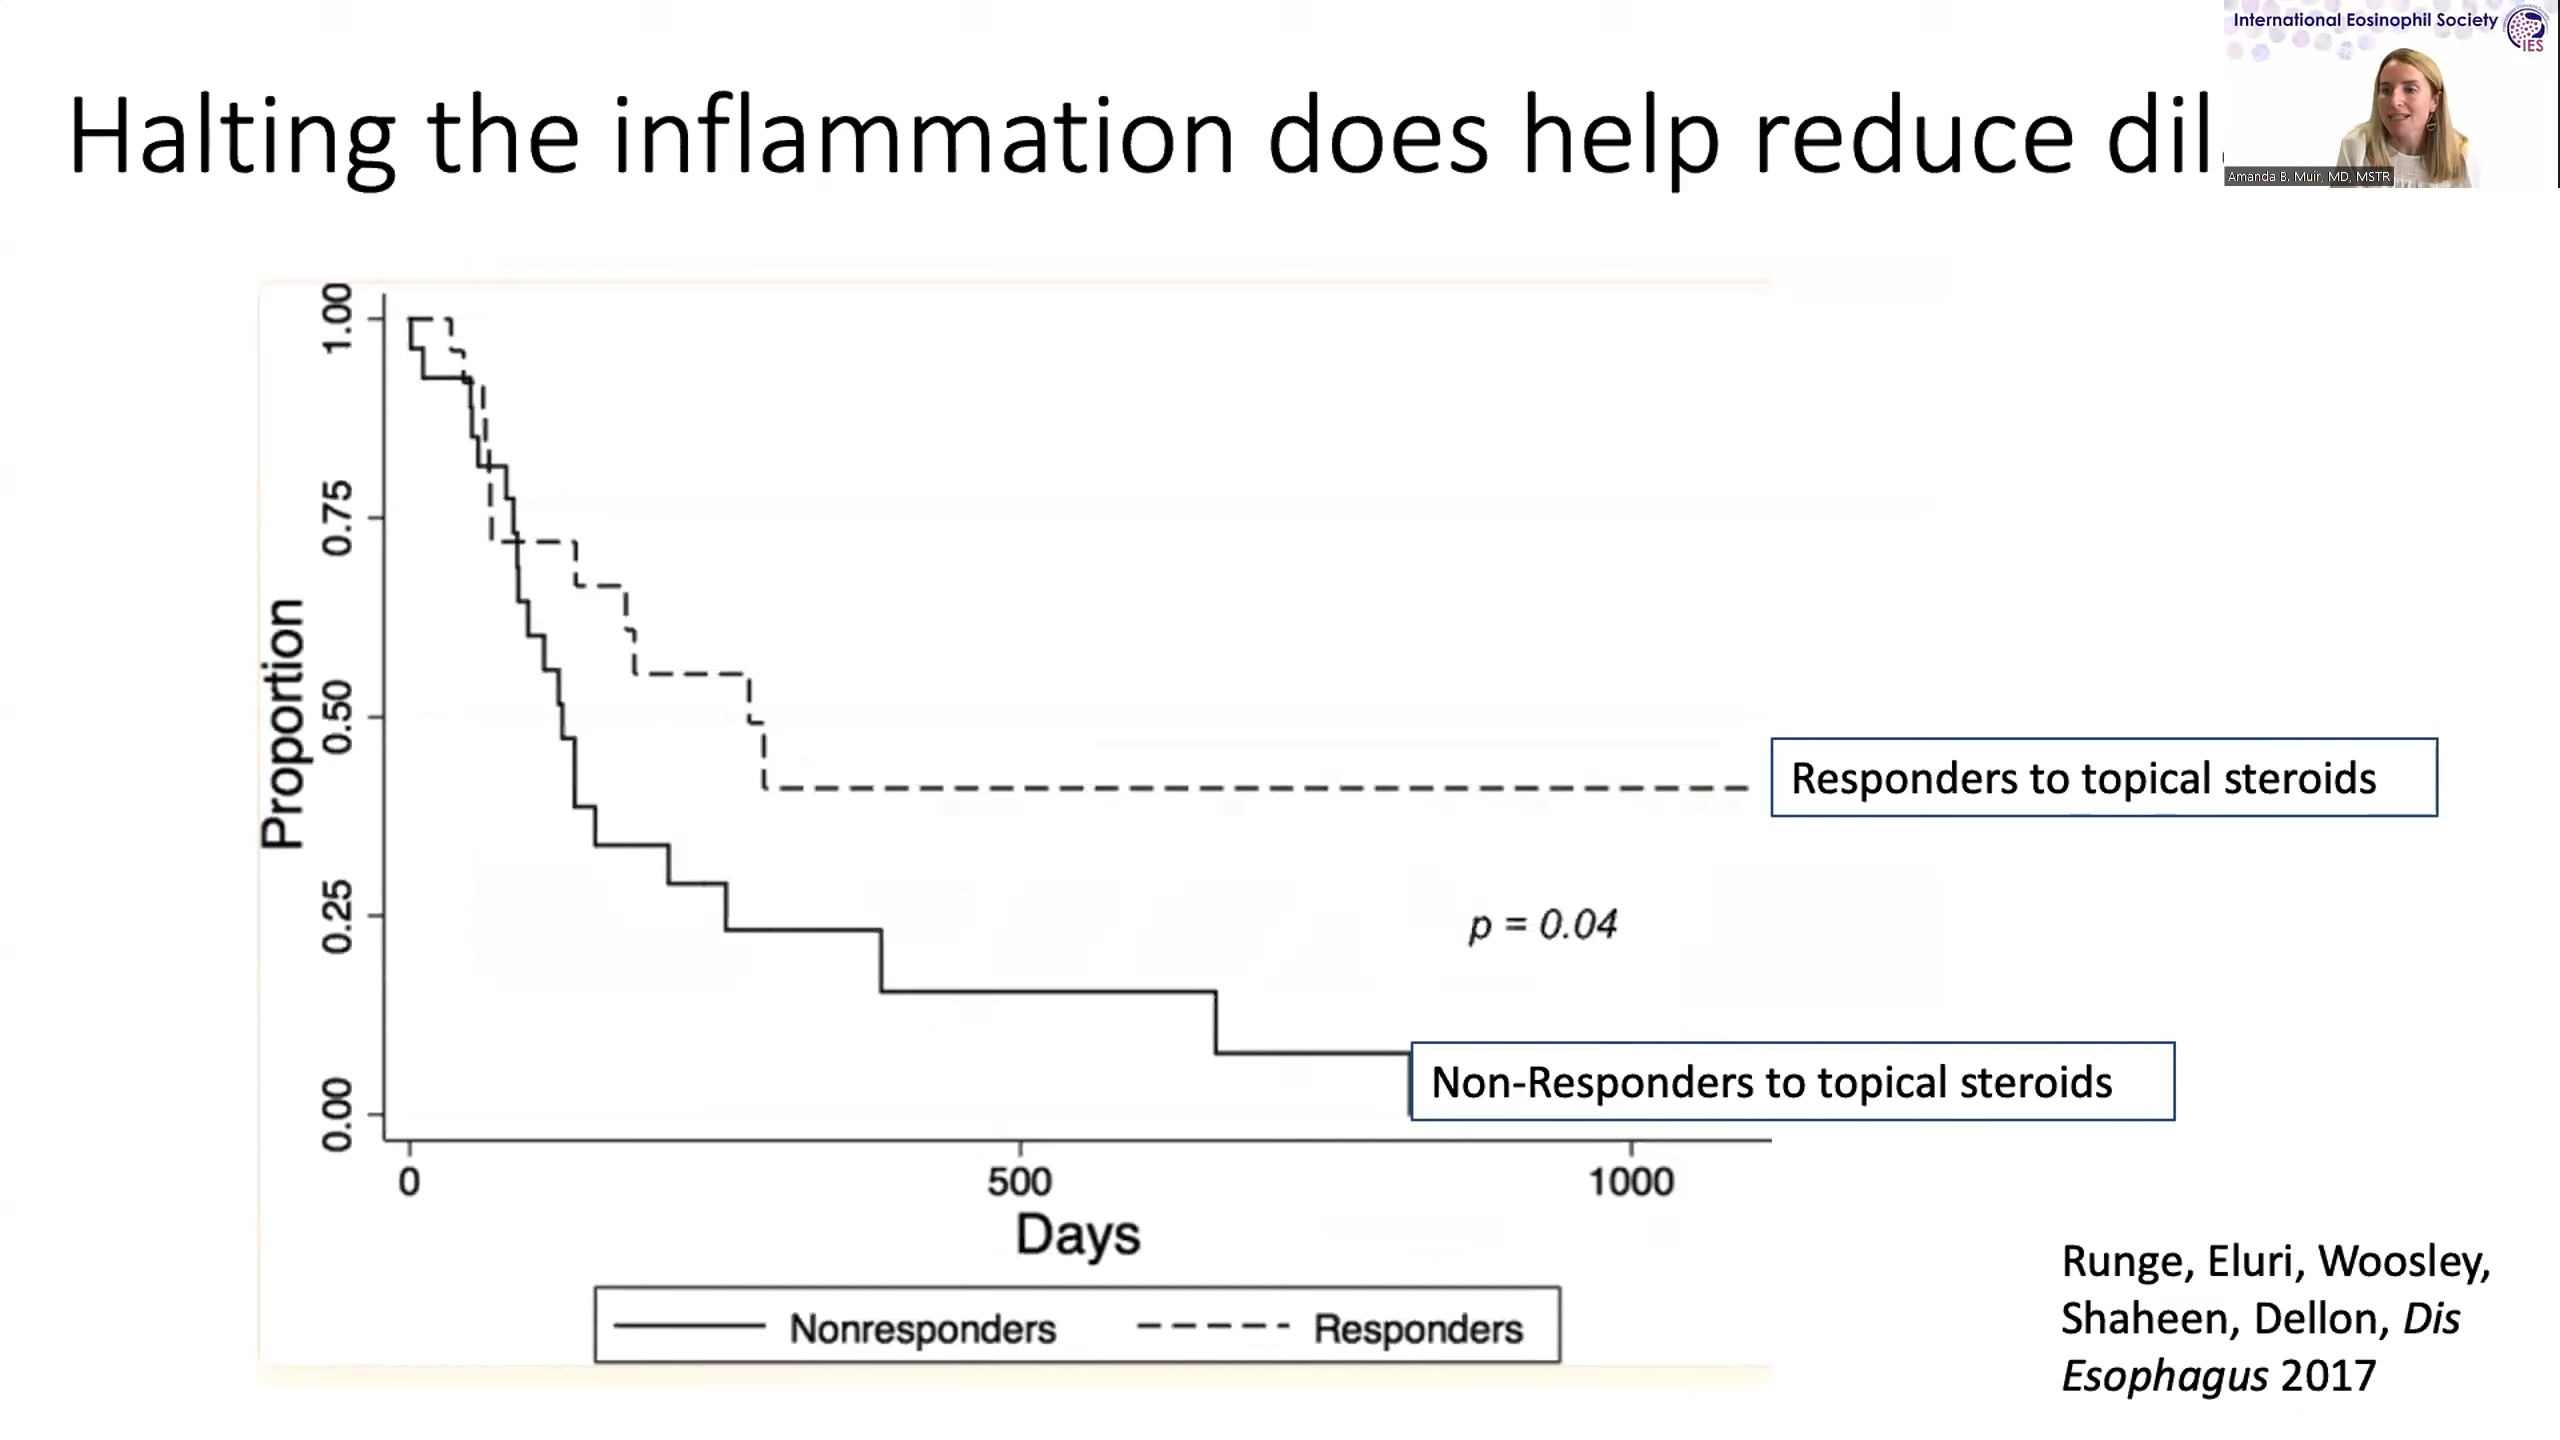 International Eosinophil Society
IES
Amanda B. Muir, MD, MSTR
Halting the inflammation does help reduce
1.00
0.75
0.50
0.25
0.00
Proportion
Responders to topical steroids
p = 0.04
Non-Responders to topical steroids
0 500 1000
Days
Nonresponders Responders
Runge, Eluri, Woosley,
Shaheen, Dellon, Dis
Esophagus 2017